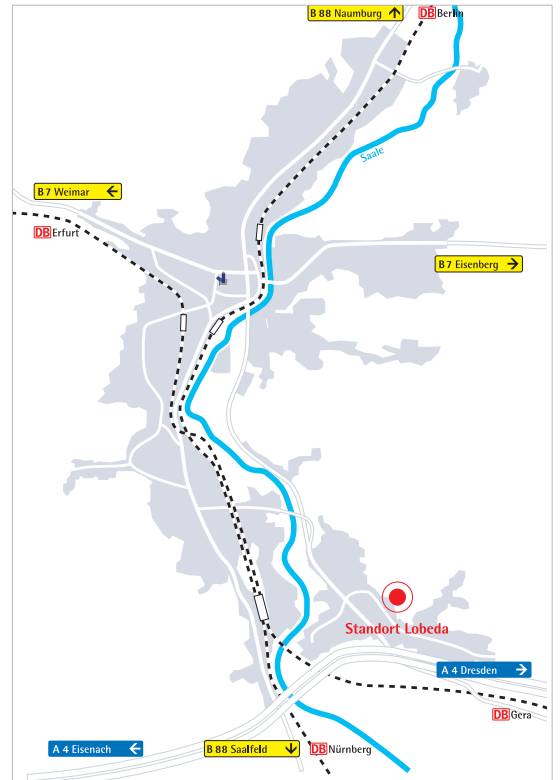 B 88 Naumburg ↑
DB Berlin
Saale
B 7 Weimar ←
DB Erfurt
B 7 Eisenberg →
Standort Lobeda
A 4 Dresden →
DB Gera
A 4 Eisenach ←
B 88 Saalfeld ↓
DB Nürnberg